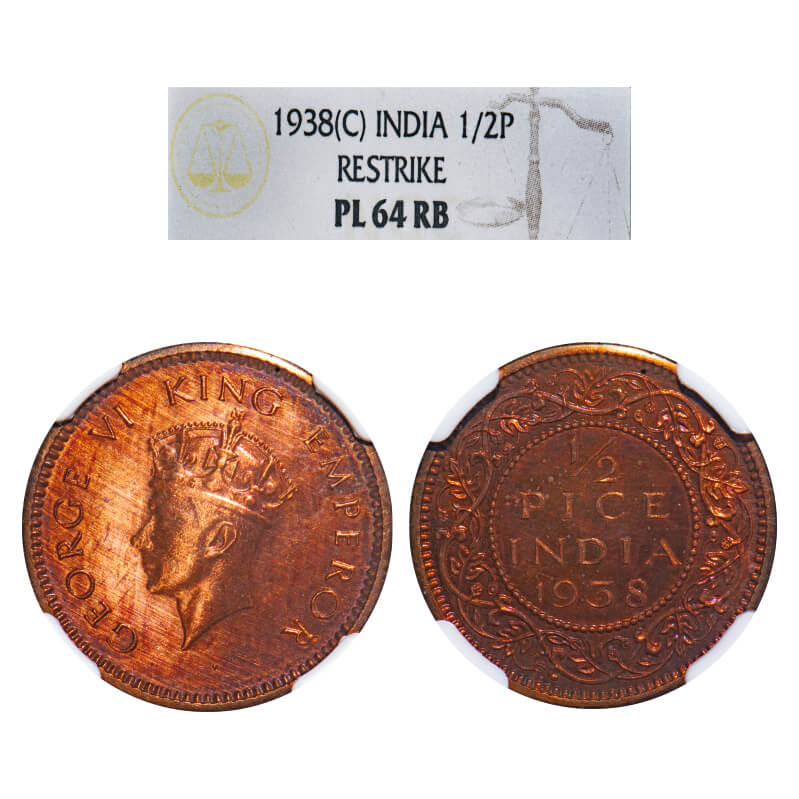 1938(C) INDIA 1/2P
RESTRIKE
PL 64 RB
GEORGE VI KING EMPEROR
1/2
PICE
INDIA
1938